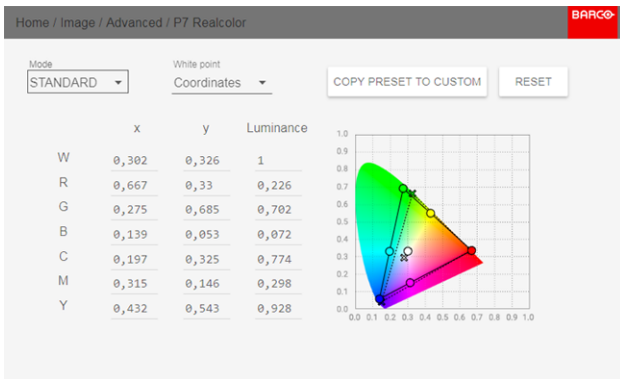 Home / Image / Advanced / P7 Realcolor
BARCO
Mode
STANDARD
White point
Coordinates
COPY PRESET TO CUSTOM
RESET
x y Luminance
W 0,302 0,326 1
R 0,667 0,33 0,226
G 0,275 0,685 0,702
B 0,139 0,053 0,072
C 0,197 0,325 0,774
M 0,315 0,146 0,298
Y 0,432 0,543 0,928
1.0
0.9
0.8
0.7
0.6
0.5
0.4
0.3
0.2
0.1
0.0
0.0 0.1 0.2 0.3 0.4 0.5 0.6 0.7 0.8 0.9 1.0